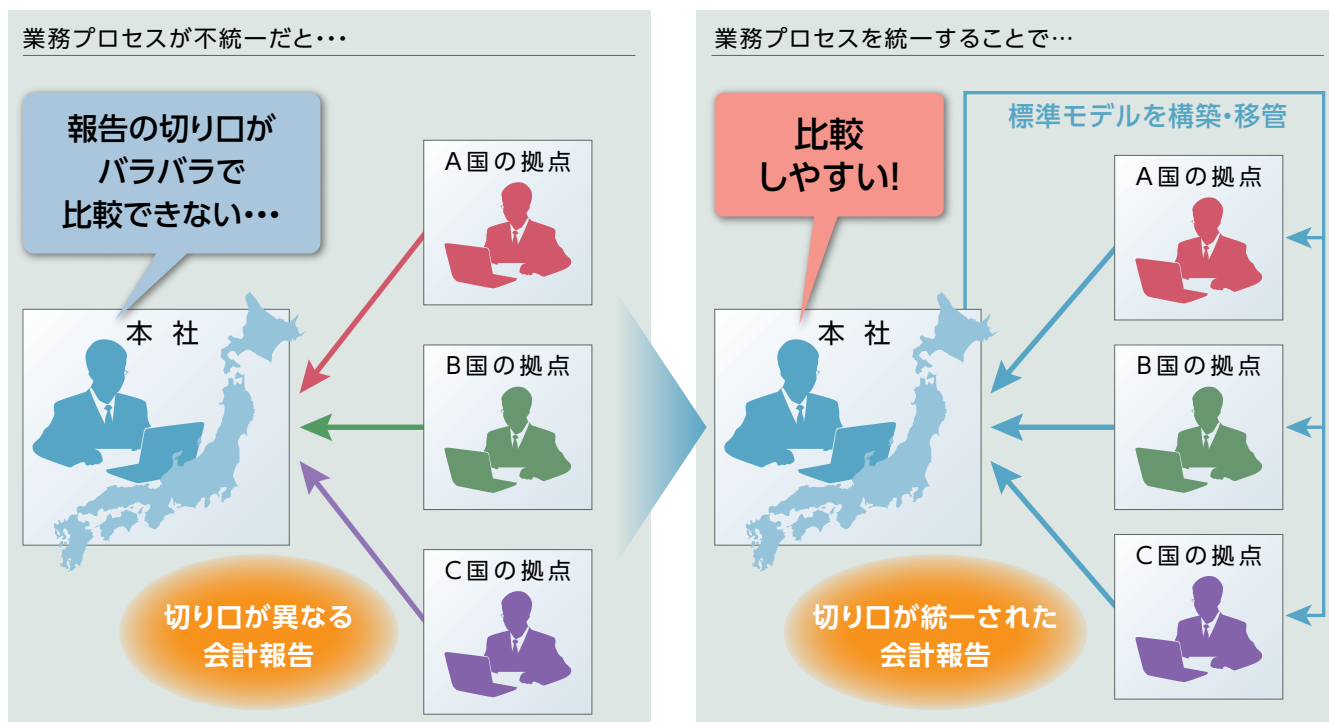 業務プロセスが不統一だと・・・
報告の切り口が
バラバラで
比較できない・・・
A国の拠点
本社
B国の拠点
C国の拠点
切り口が異なる
会計報告
業務プロセスを統一することで…
比較
しやすい!
標準モデルを構築・移管
A国の拠点
本社
B国の拠点
C国の拠点
切り口が統一された
会計報告